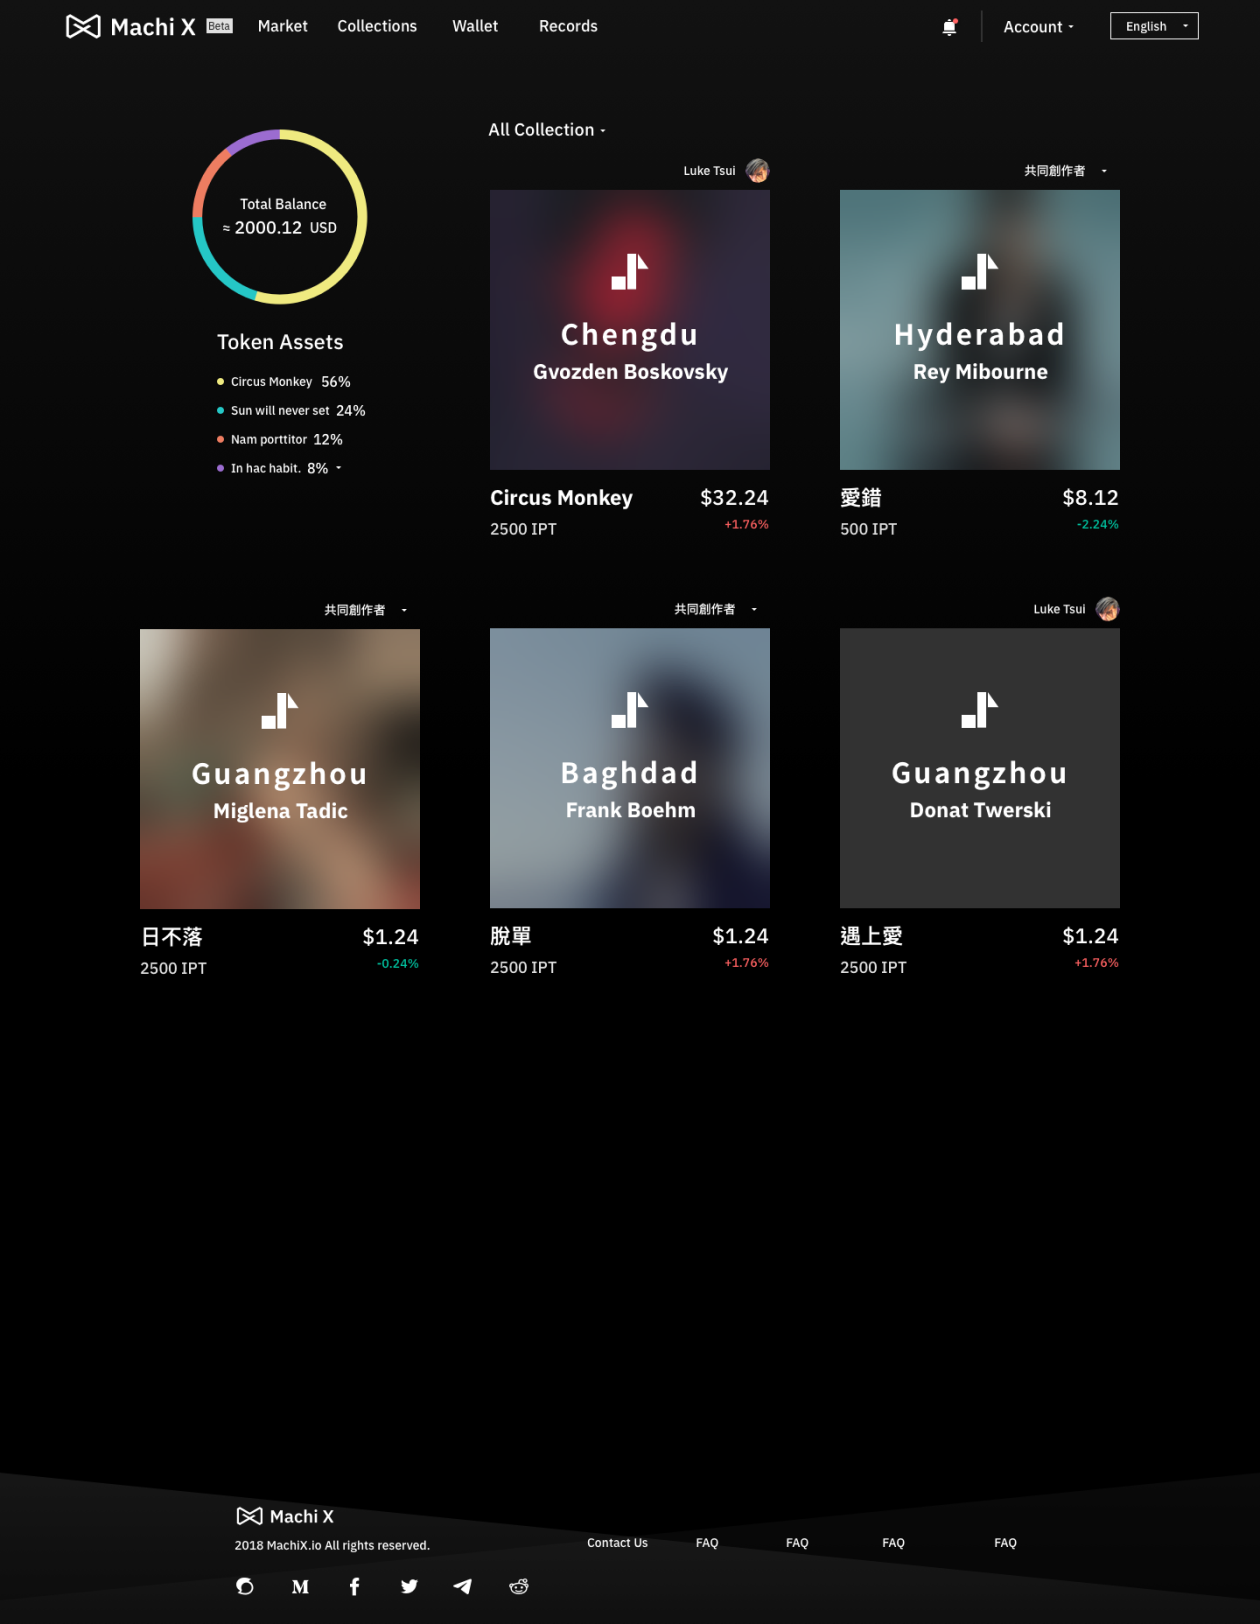 Machi X Beta Market Collections Wallet Records Account English
Total Balance
≈ 2000.12 USD
Token Assets
Circus Monkey 56%
Sun will never set 24%
Nam porttitor 12%
In hac habit. 8%
All Collection
Luke Tsui
Chengdu
Gvozden Boskovsky
Circus Monkey $32.24
2500 IPT +1.76%
共同創作者
Hyderabad
Rey Mibourne
愛錯 $8.12
500 IPT -2.24%
共同創作者
Guangzhou
Miglena Tadic
日不落 $1.24
2500 IPT -0.24%
共同創作者
Baghdad
Frank Boehm
脫單 $1.24
2500 IPT +1.76%
Luke Tsui
Guangzhou
Donat Twerski
遇上愛 $1.24
2500 IPT +1.76%
Machi X
2018 MachiX.io All rights reserved.
Contact Us FAQ FAQ FAQ FAQ